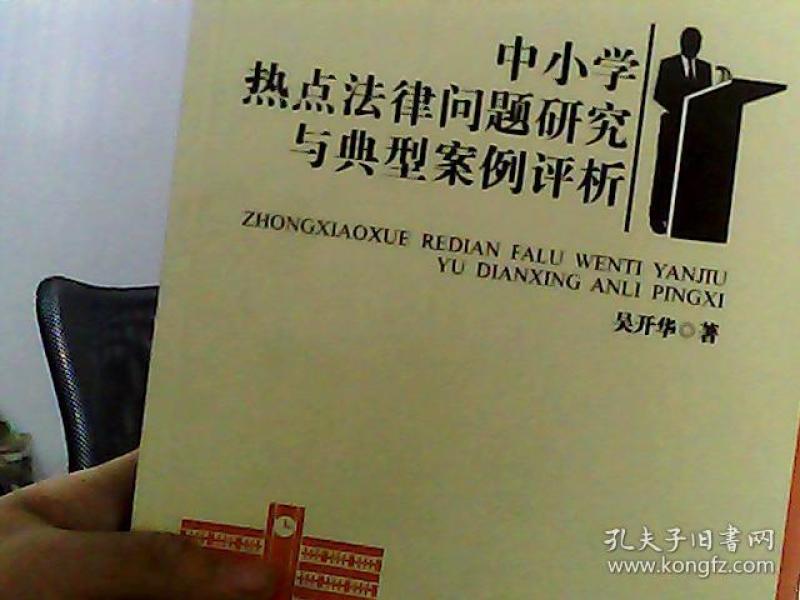 中小学
热点法律问题研究
与典型案例评析
ZHONGXIAOXUE REDIAN FALU WENTI YANJIU
YU DIANXING ANLI PINGXI
吴开华◎著
孔夫子旧书网
www.kongfz.com